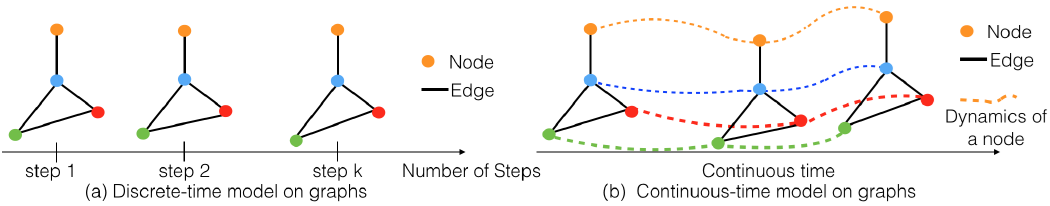 Node
Edge
step 1
step 2
step k
Number of Steps
(a) Discrete-time model on graphs
Node
Edge
Dynamics of
a node
Continuous time
(b) Continuous-time model on graphs